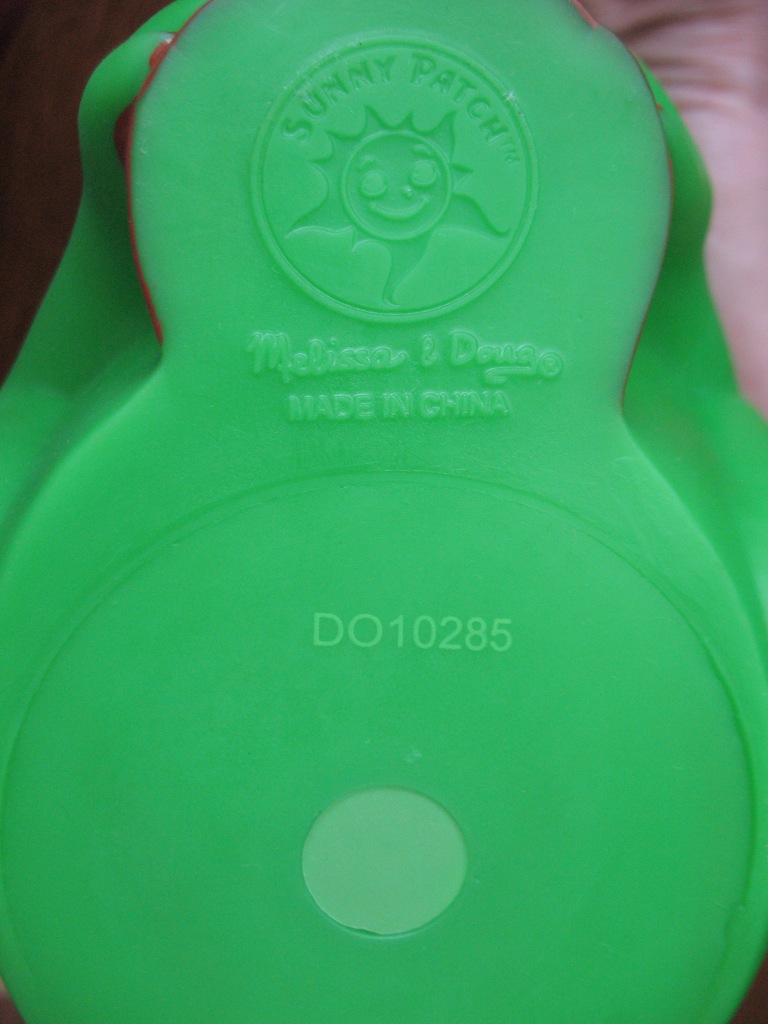 SUNNY PATCH™
Melissa & Doug®
MADE IN CHINA
DO10285